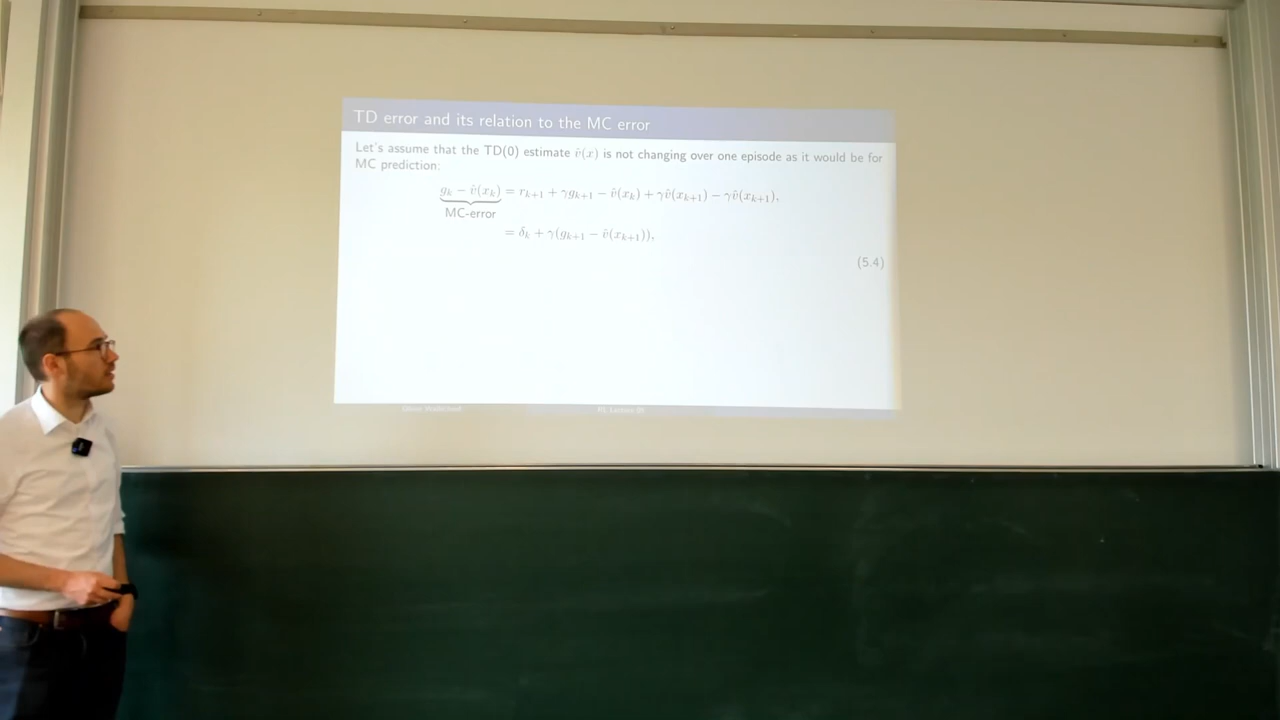 TD error and its relation to the MC error
Let's assume that the TD(0) estimate v̂(x) is not changing over one episode as it would be for
MC prediction:
g_k − v̂(x_k) = r_{k+1} + γg_{k+1} − v̂(x_k) + γv̂(x_{k+1}) − γv̂(x_{k+1}),
MC-error
= δ_k + γ(g_{k+1} − v̂(x_{k+1})),
(5.4)